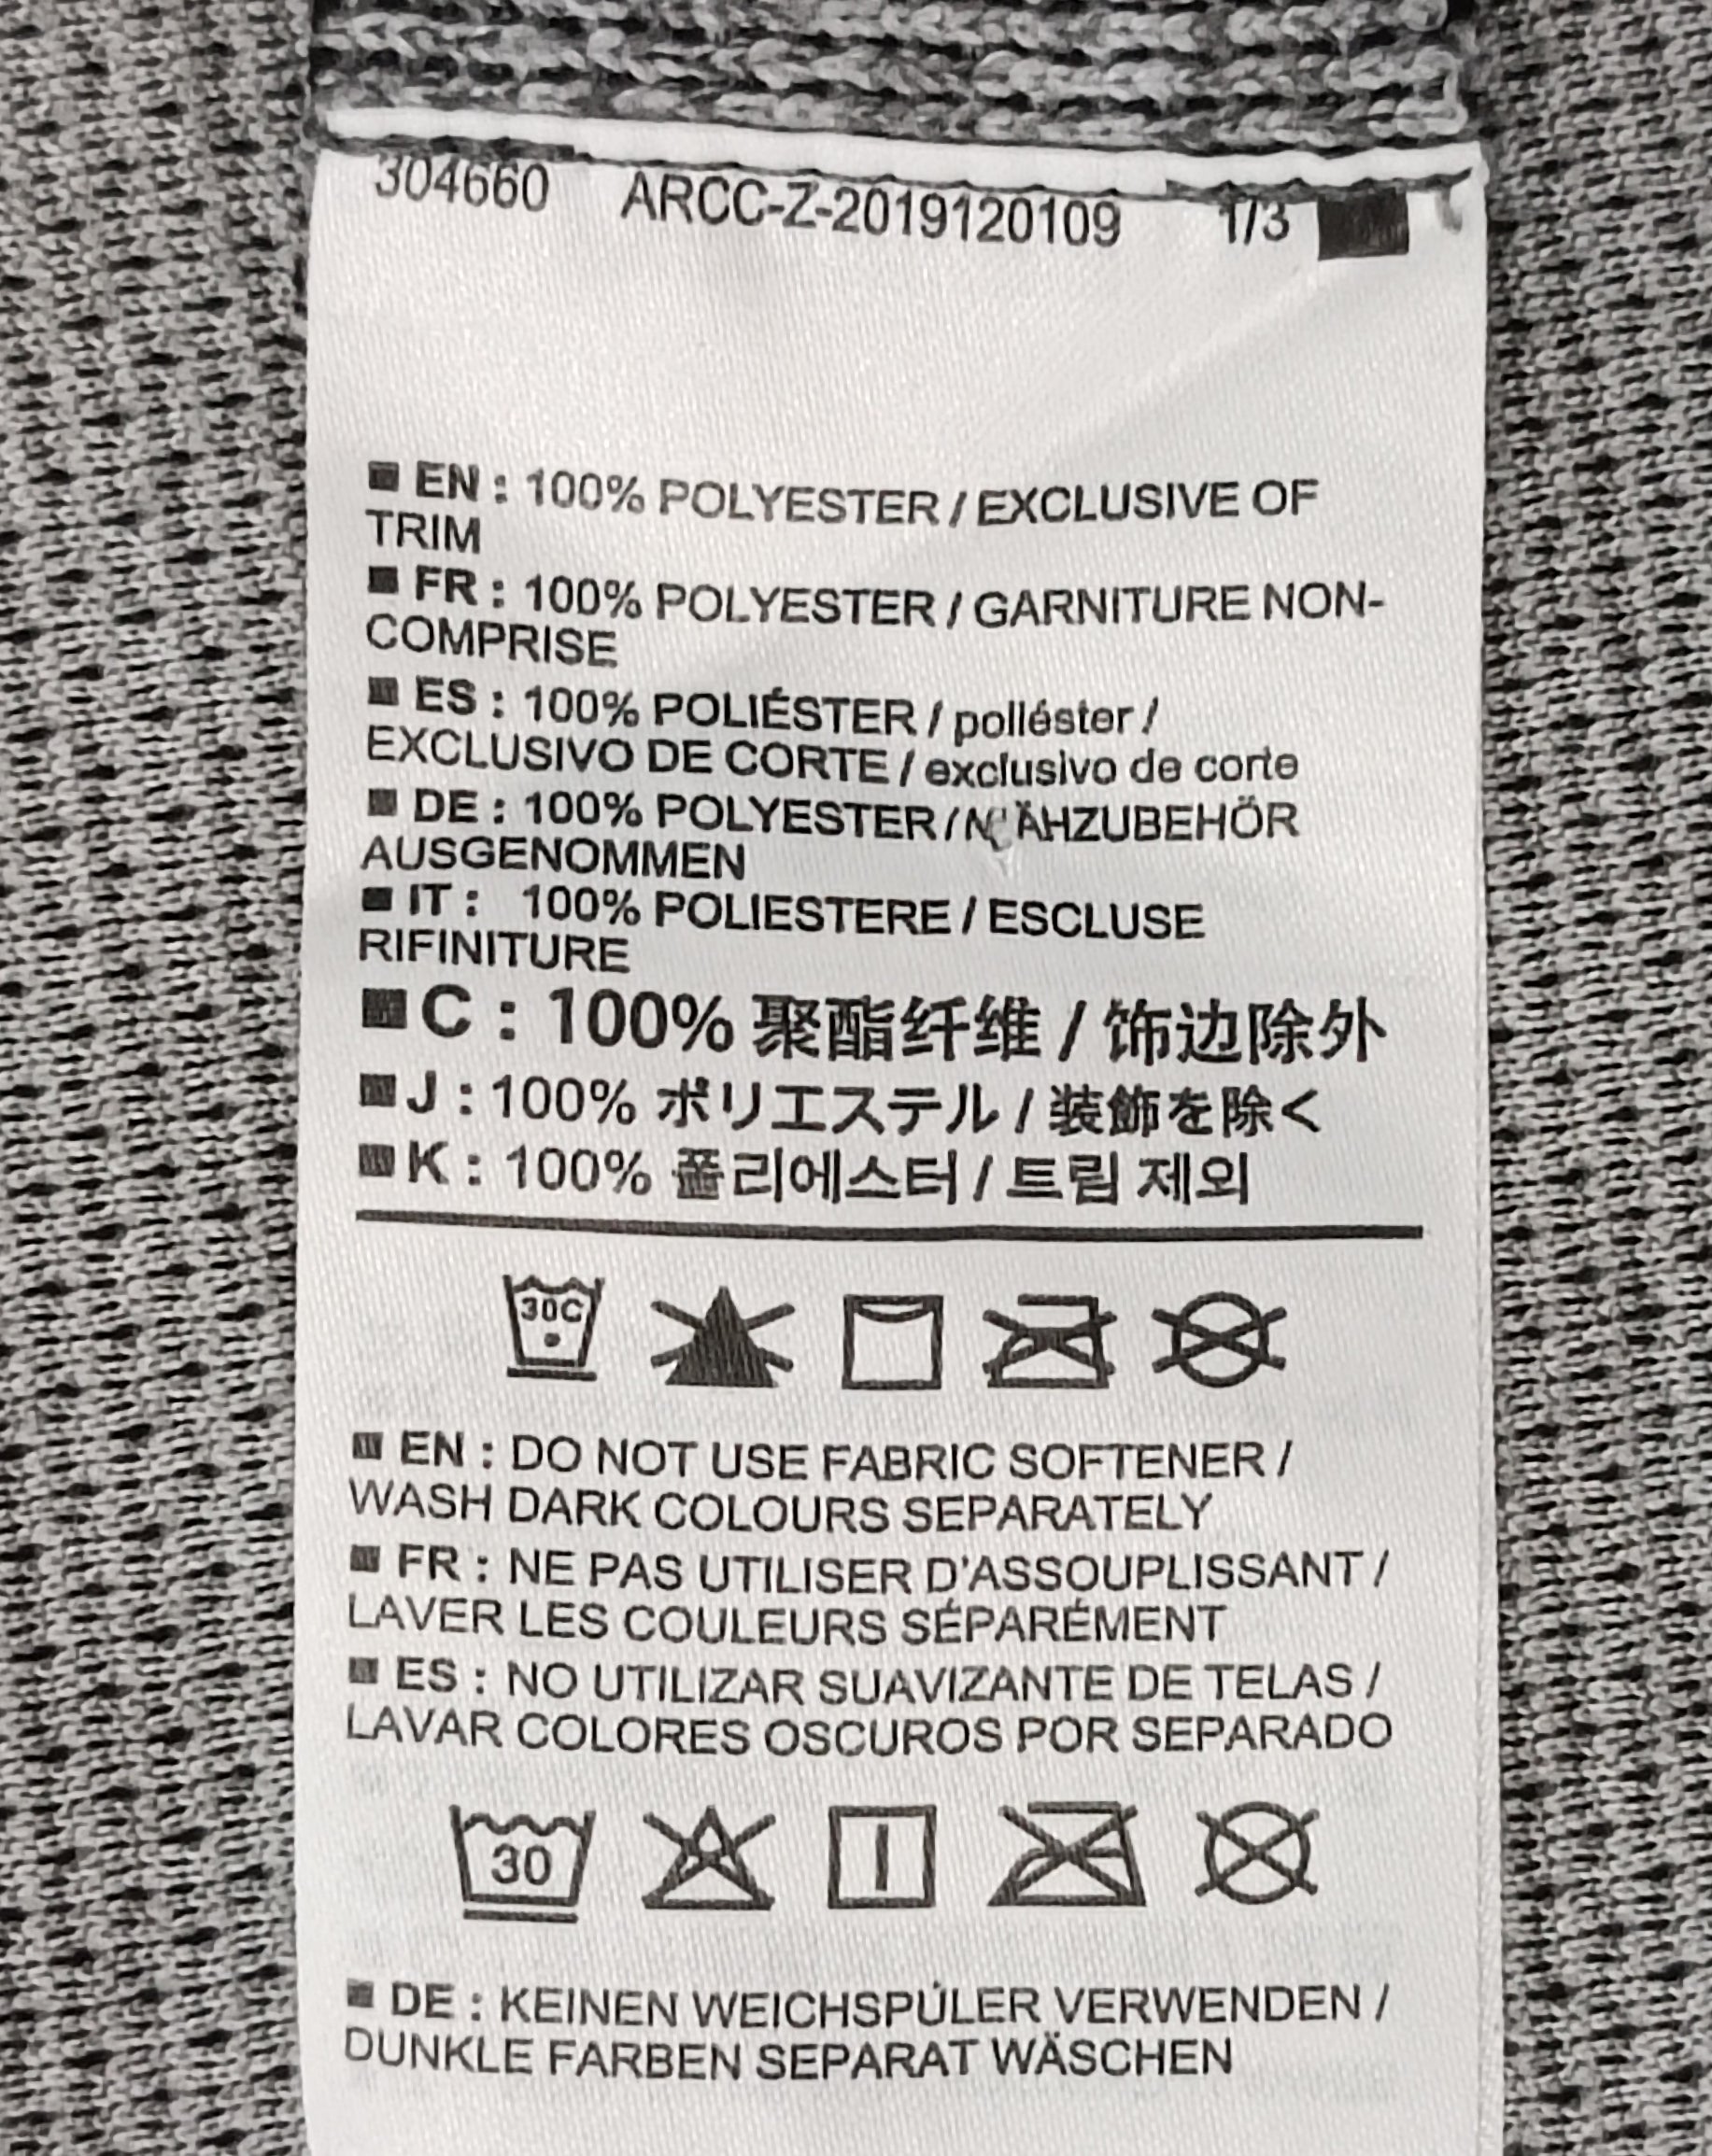 304660 ARCC-Z-2019120109 1/3
■ EN : 100% POLYESTER / EXCLUSIVE OF
TRIM
■ FR : 100% POLYESTER / GARNITURE NON-
COMPRISE
■ ES : 100% POLIÉSTER / poliéster /
EXCLUSIVO DE CORTE / exclusivo de corte
■ DE : 100% POLYESTER / NÄHZUBEHÖR
AUSGENOMMEN
■ IT : 100% POLIESTERE / ESCLUSE
RIFINITURE
■ C : 100% 聚酯纤维 / 饰边除外
■ J : 100% ポリエステル / 装飾を除く
■ K : 100% 폴리에스터 / 트림 제외
30C
■ EN : DO NOT USE FABRIC SOFTENER /
WASH DARK COLOURS SEPARATELY
■ FR : NE PAS UTILISER D'ASSOUPLISSANT /
LAVER LES COULEURS SÉPARÉMENT
■ ES : NO UTILIZAR SUAVIZANTE DE TELAS /
LAVAR COLORES OSCUROS POR SEPARADO
30
■ DE : KEINEN WEICHSPÜLER VERWENDEN /
DUNKLE FARBEN SEPARAT WÄSCHEN